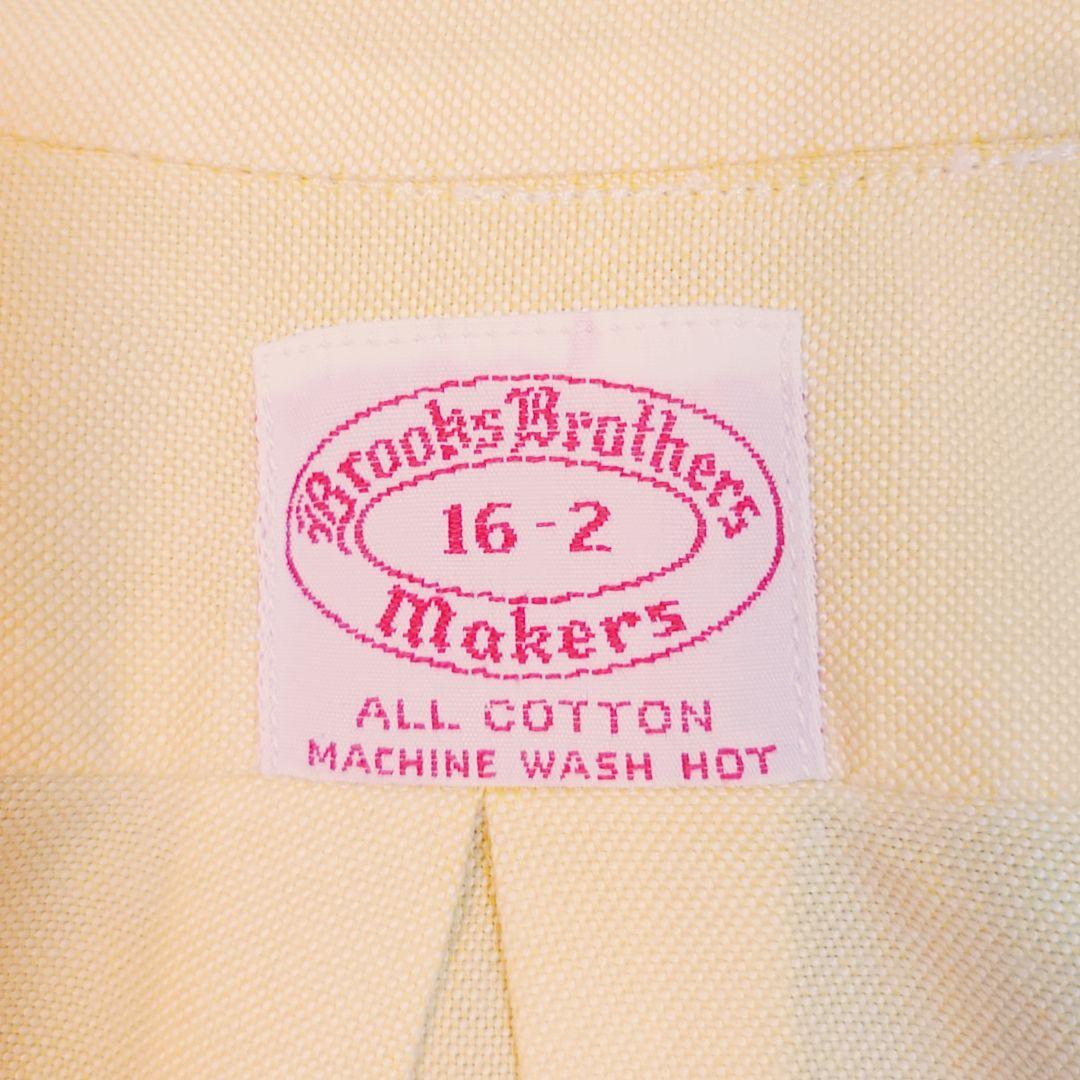 Brooks Brothers
16-2
Makers
ALL COTTON
MACHINE WASH HOT